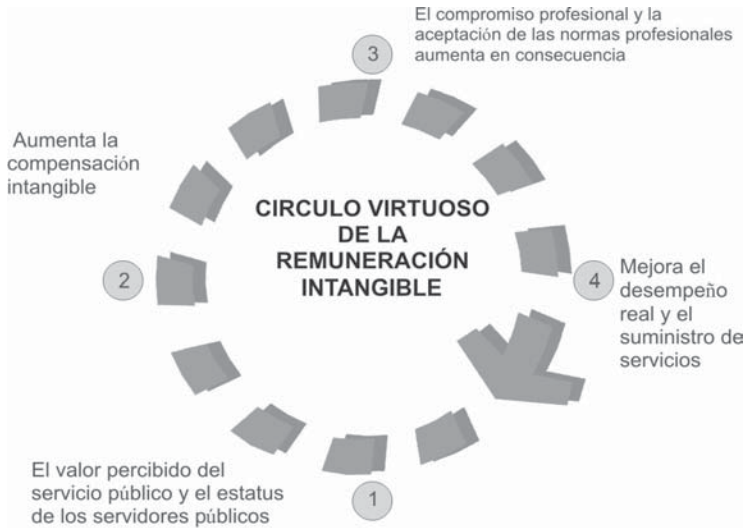 El compromiso profesional y la
aceptación de las normas profesionales
aumenta en consecuencia
3
Aumenta la
compensación
intangible
CIRCULO VIRTUOSO
DE LA
REMUNERACIÓN
INTANGIBLE
2
4
Mejora el
desempeño
real y el
suministro de
servicios
El valor percibido del
servicio público y el estatus
de los servidores públicos
1